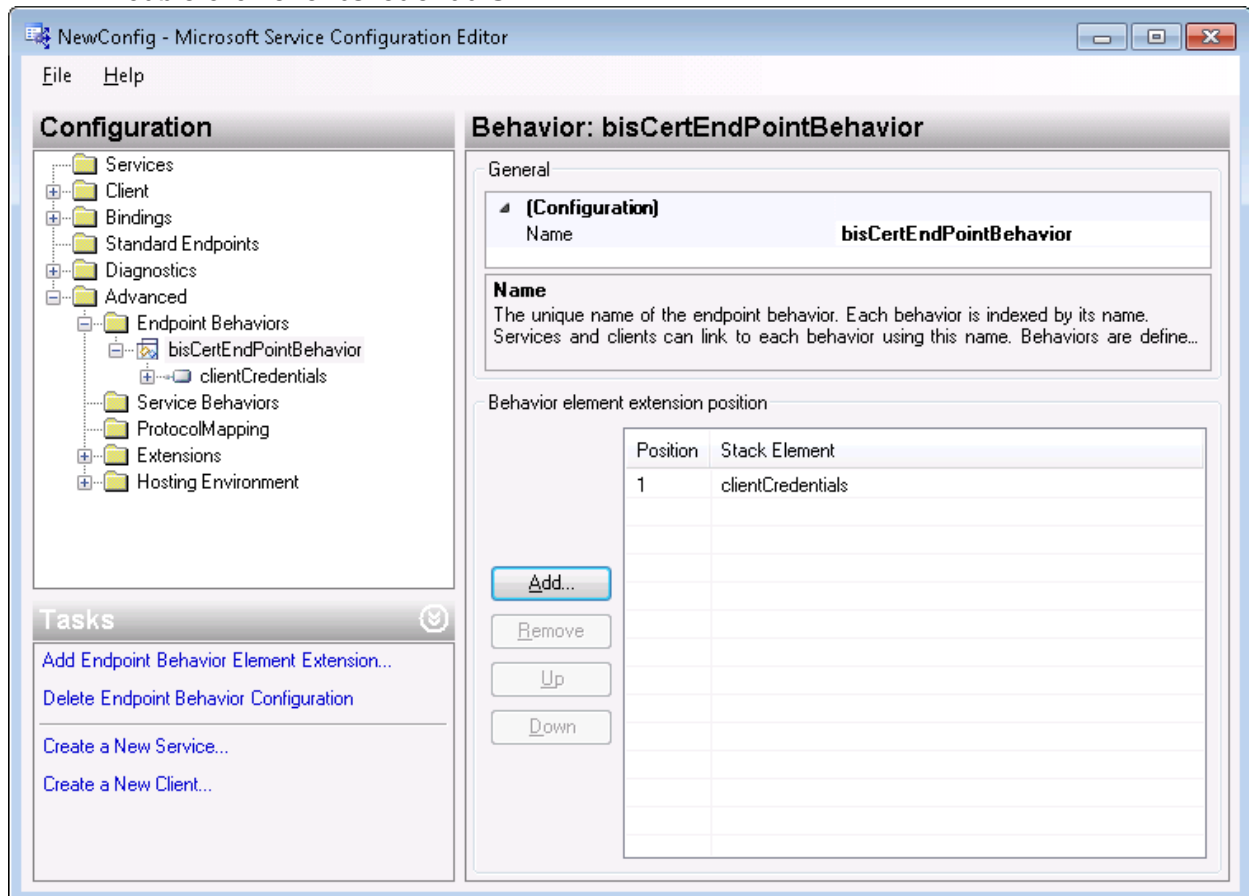 NewConfig - Microsoft Service Configuration Editor
File Help
Configuration
Services
Client
Bindings
Standard Endpoints
Diagnostics
Advanced
Endpoint Behaviors
bisCertEndPointBehavior
clientCredentials
Service Behaviors
ProtocolMapping
Extensions
Hosting Environment
Tasks
Add Endpoint Behavior Element Extension...
Delete Endpoint Behavior Configuration
Create a New Service...
Create a New Client...
Behavior: bisCertEndPointBehavior
General
(Configuration)
Name bisCertEndPointBehavior
Name
The unique name of the endpoint behavior. Each behavior is indexed by its name.
Services and clients can link to each behavior using this name. Behaviors are define...
Behavior element extension position
Position Stack Element
1 clientCredentials
Add...
Remove
Up
Down